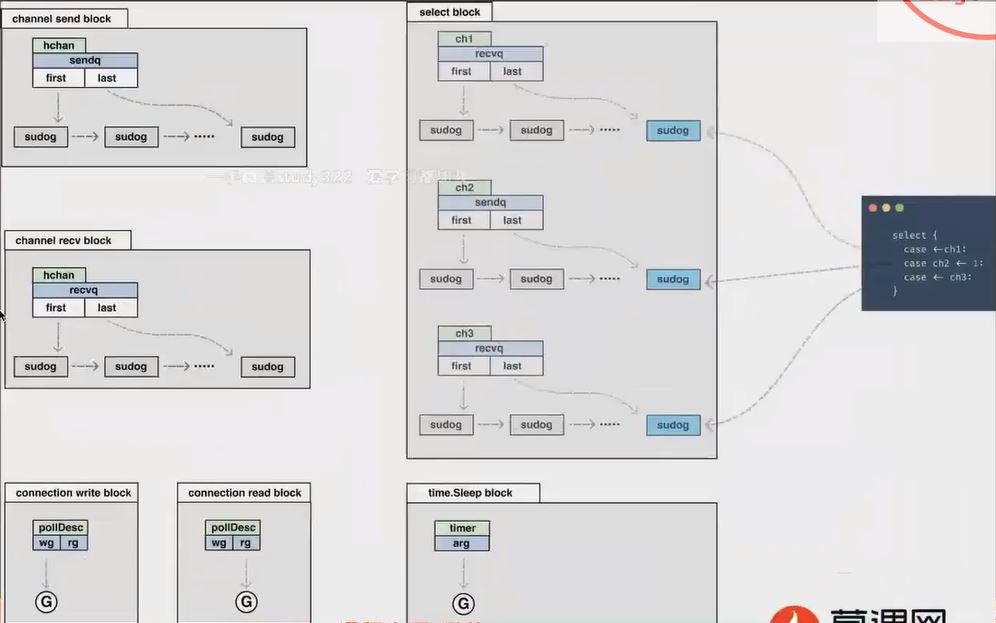 channel send block
hchan
sendq
first last
sudog sudog ····· sudog
channel recv block
hchan
recvq
first last
sudog sudog ····· sudog
select block
ch1
recvq
first last
sudog sudog ····· sudog
ch2
sendq
first last
sudog sudog ····· sudog
ch3
recvq
first last
sudog sudog ····· sudog
select {
case <-ch1:
case ch2 <- 1:
case <- ch3:
}
connection write block
pollDesc
wg rg
G
connection read block
pollDesc
wg rg
G
time.Sleep block
timer
arg
G
慕课网